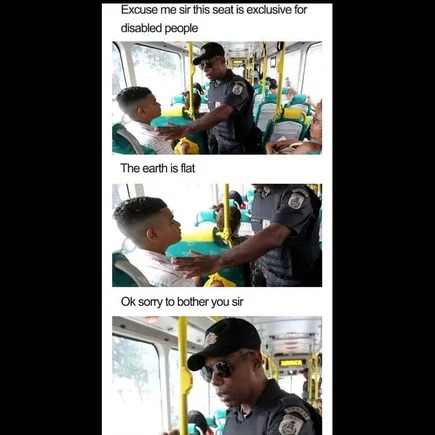 Excuse me sir this seat is exclusive for
disabled people
The earth is flat
Ok sorry to bother you sir